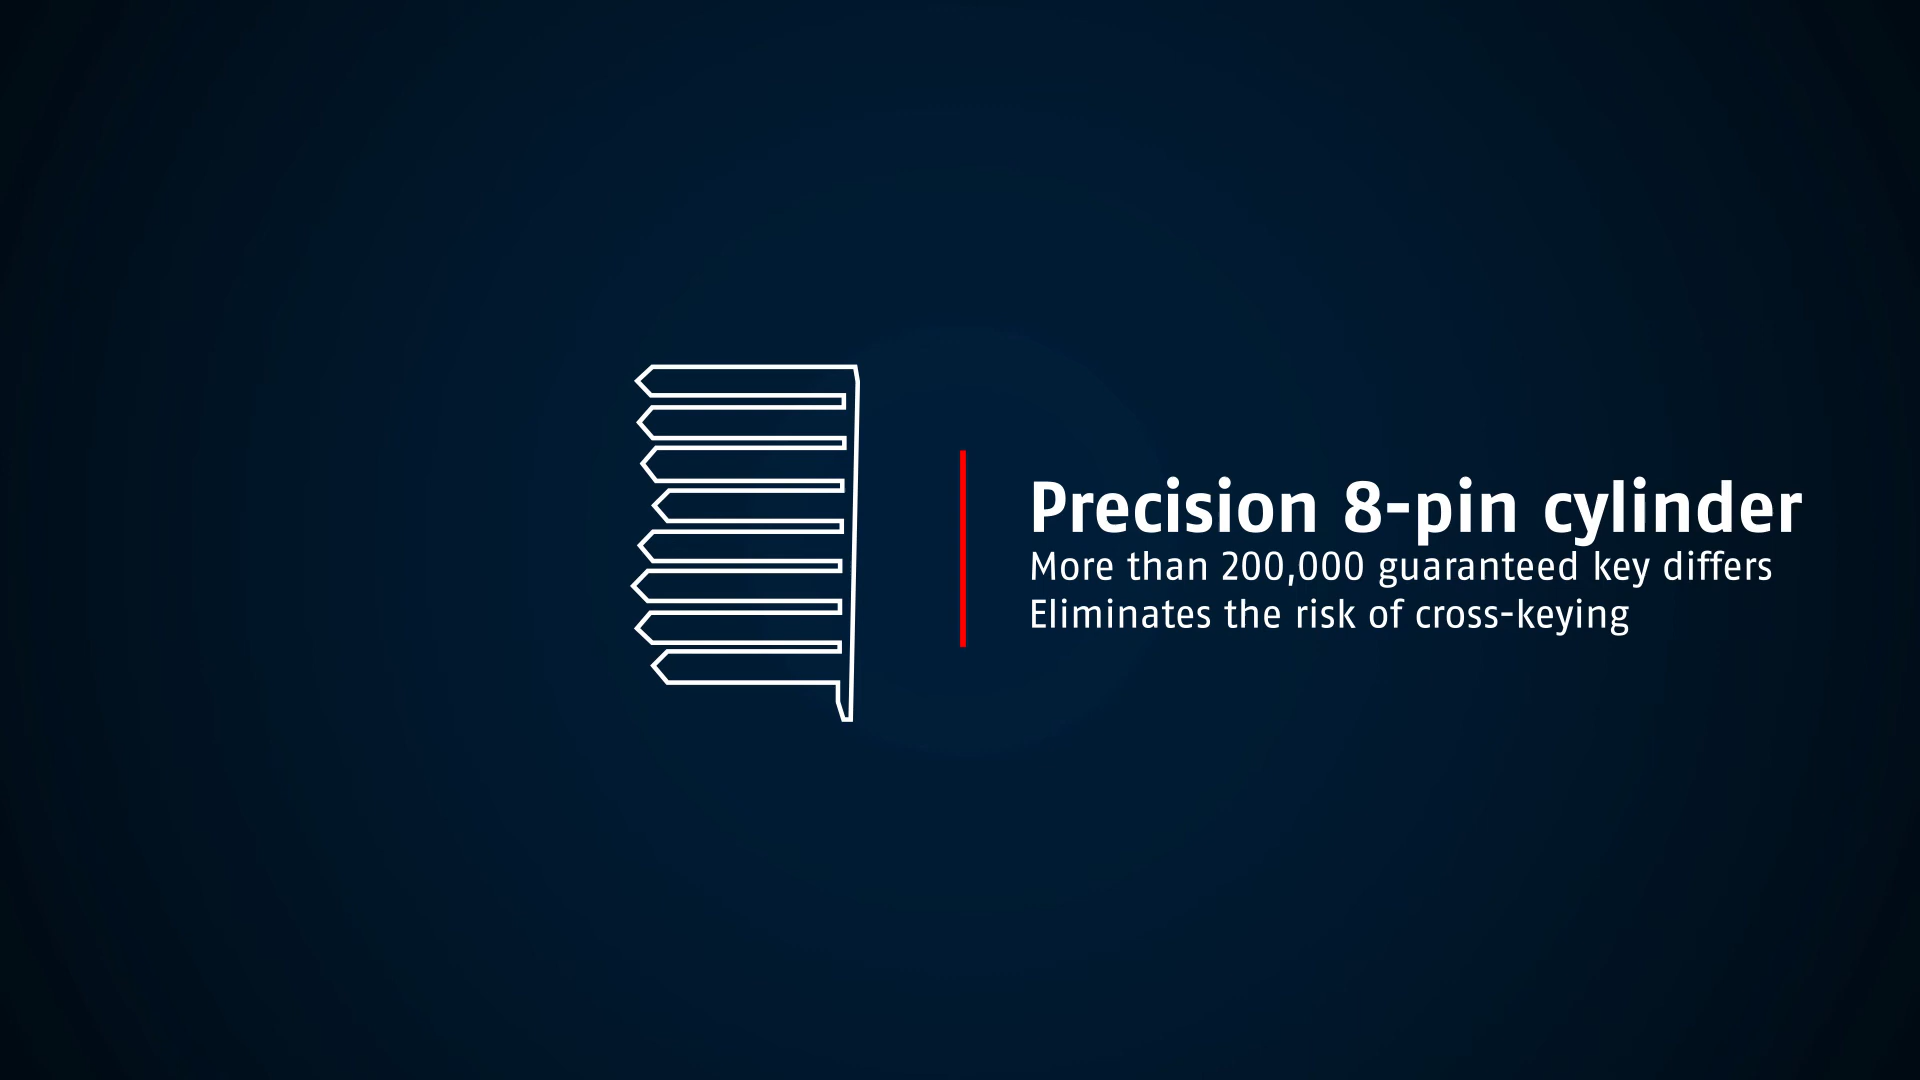 Precision 8-pin cylinder
More than 200,000 guaranteed key differs
Eliminates the risk of cross-keying